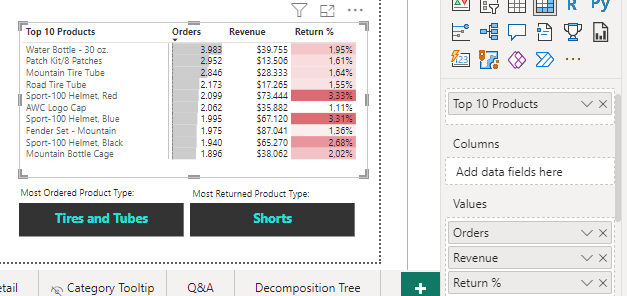 R Py
Top 10 Products Orders Revenue Return %
Water Bottle - 30 oz. 3.983 $39.755 1,95%
Patch Kit/8 Patches 2.952 $13.506 1,61%
Mountain Tire Tube 2.846 $28.333 1,64%
Road Tire Tube 2.173 $17.265 1,55%
Sport-100 Helmet, Red 2.099 $73.444 3,33%
AWC Logo Cap 2.062 $35.882 1,11%
Sport-100 Helmet, Blue 1.995 $67.120 3,31%
Fender Set - Mountain 1.975 $87.041 1,36%
Sport-100 Helmet, Black 1.940 $65.270 2,68%
Mountain Bottle Cage 1.896 $38.062 2,02%
Most Ordered Product Type: Most Returned Product Type:
Tires and Tubes Shorts
123
Top 10 Products
Columns
Add data fields here
Values
Orders
Revenue
Return %
etail Category Tooltip Q&A Decomposition Tree +